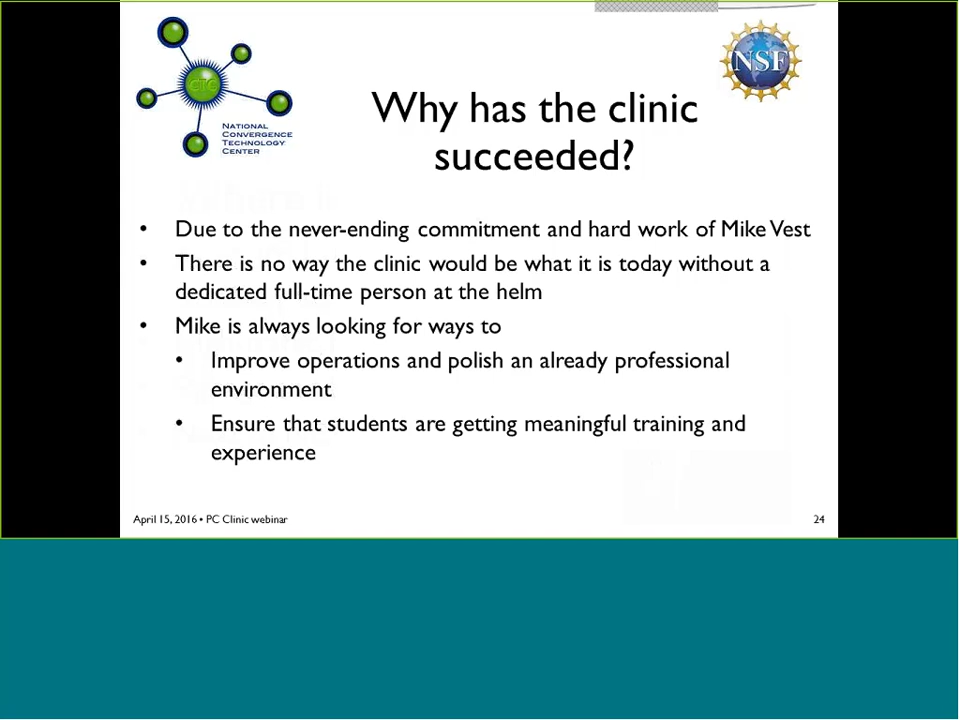 CTC
NATIONAL
CONVERGENCE
TECHNOLOGY
CENTER
NSF
Why has the clinic
succeeded?
• Due to the never-ending commitment and hard work of Mike Vest
• There is no way the clinic would be what it is today without a
dedicated full-time person at the helm
• Mike is always looking for ways to
• Improve operations and polish an already professional
environment
• Ensure that students are getting meaningful training and
experience
April 15, 2016 • PC Clinic webinar
24